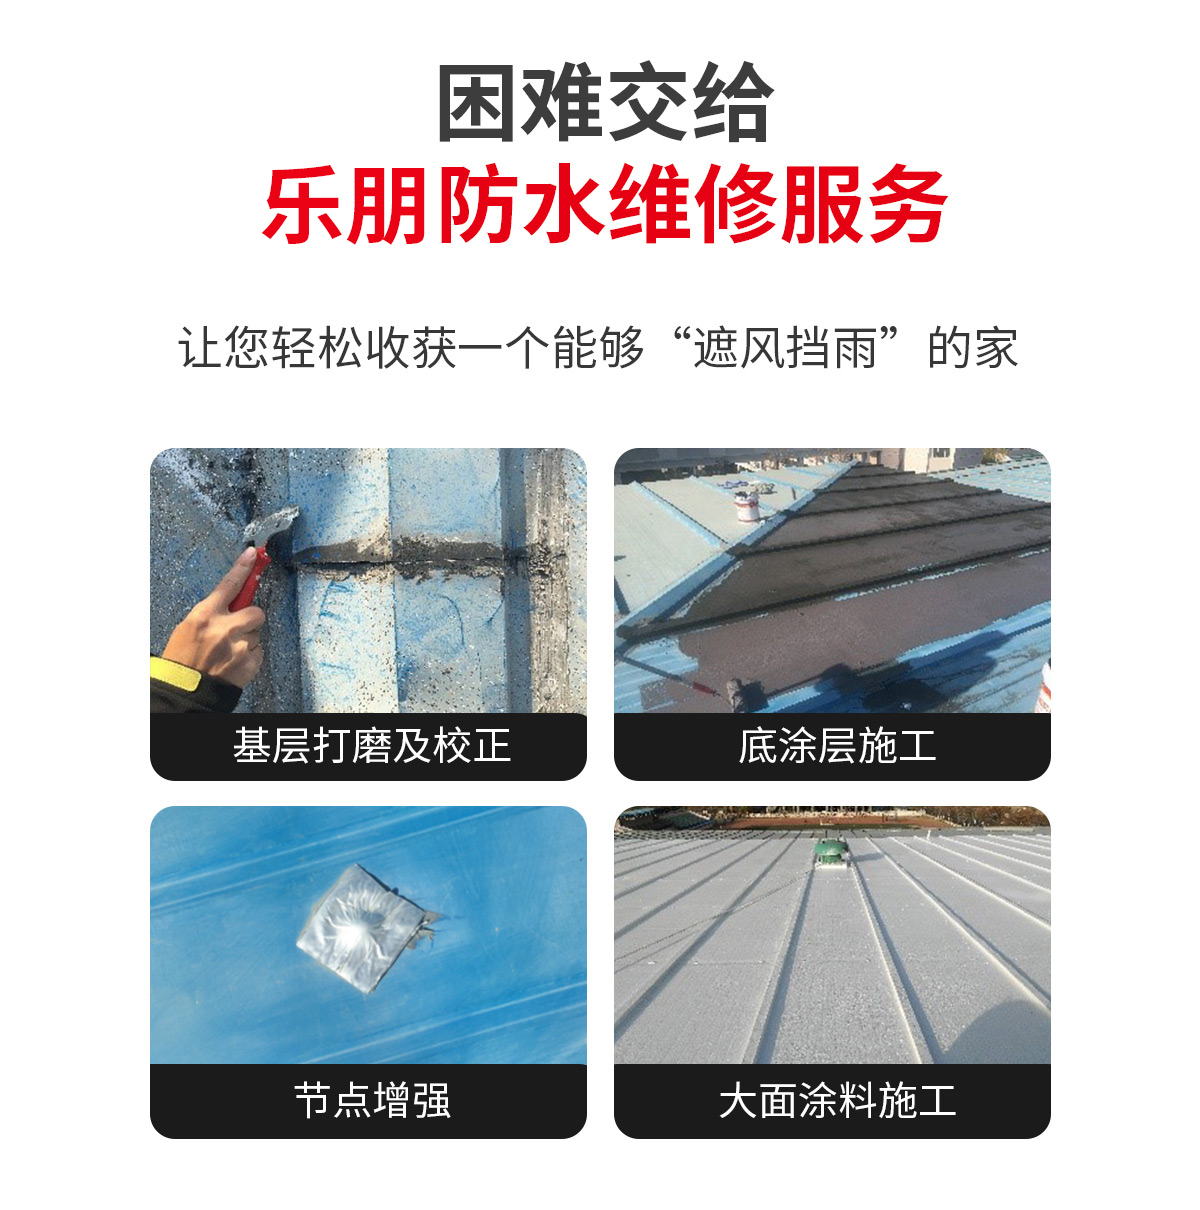 困难交给
乐朋防水维修服务
让您轻松收获一个能够“遮风挡雨”的家
基层打磨及校正
底涂层施工
节点增强
大面涂料施工